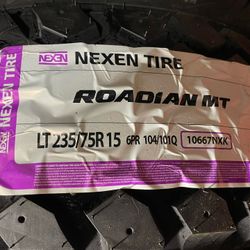 NEXEN TIRE
NEXEN NEXEN TIRE
ROADIAN MT
LT 235/75R 15 6PR 104/101Q 10667NXK